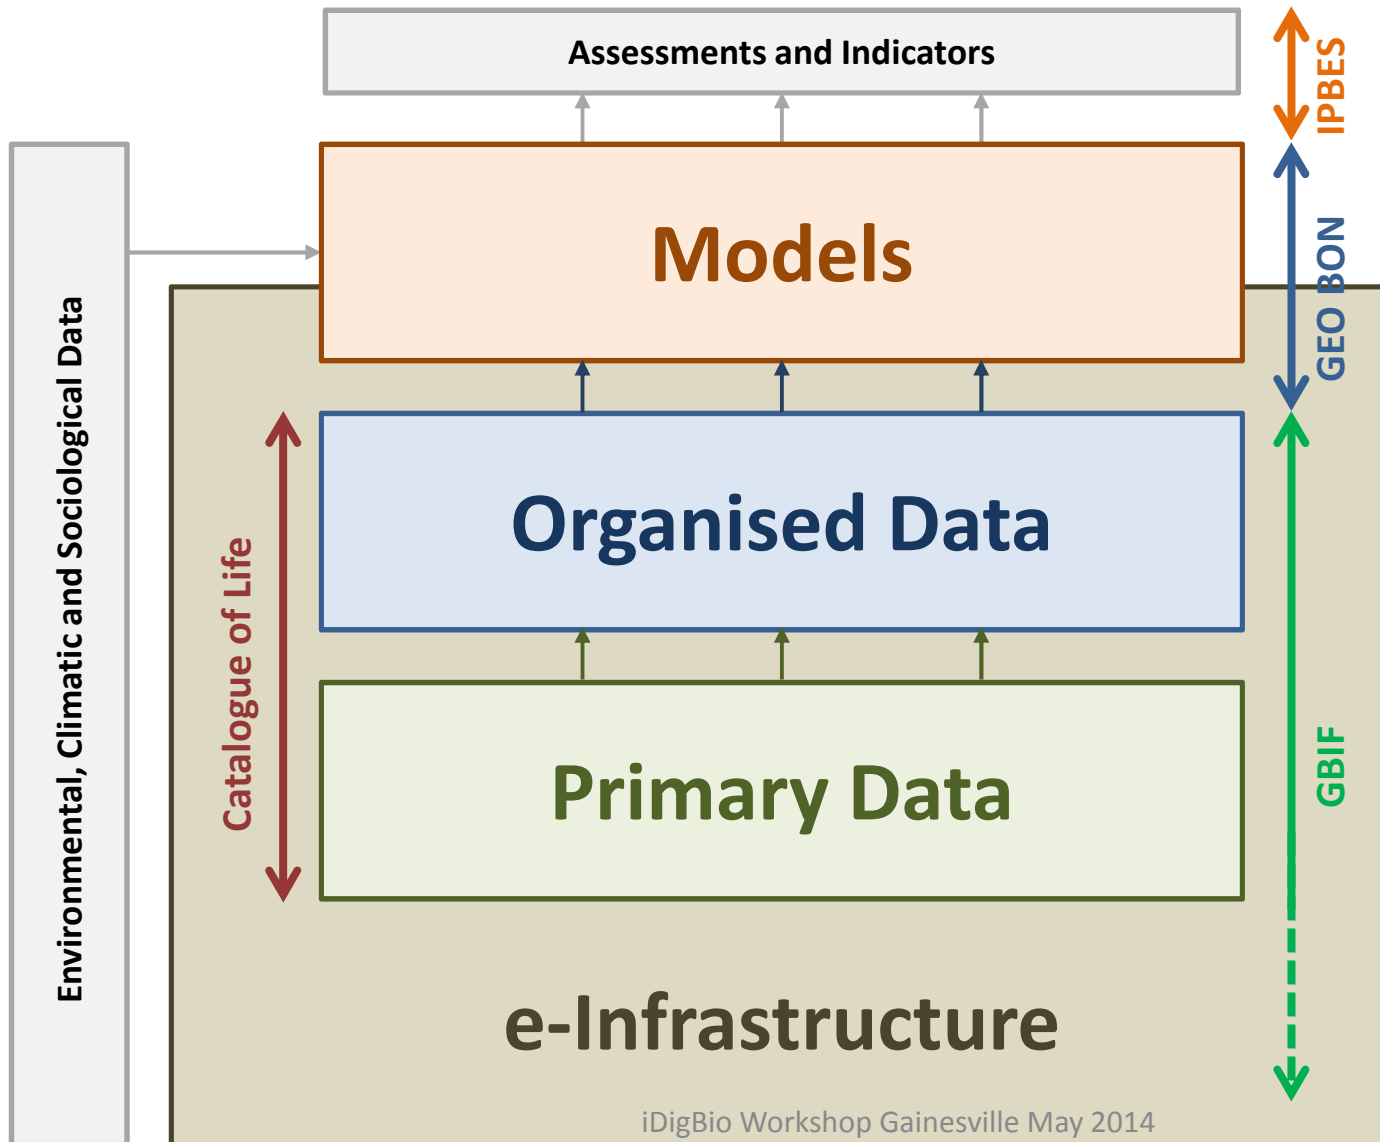 Assessments and Indicators
IPBES
Models
GEO BON
Environmental, Climatic and Sociological Data
Organised Data
Catalogue of Life
Primary Data
GBIF
e-Infrastructure
iDigBio Workshop Gainesville May 2014